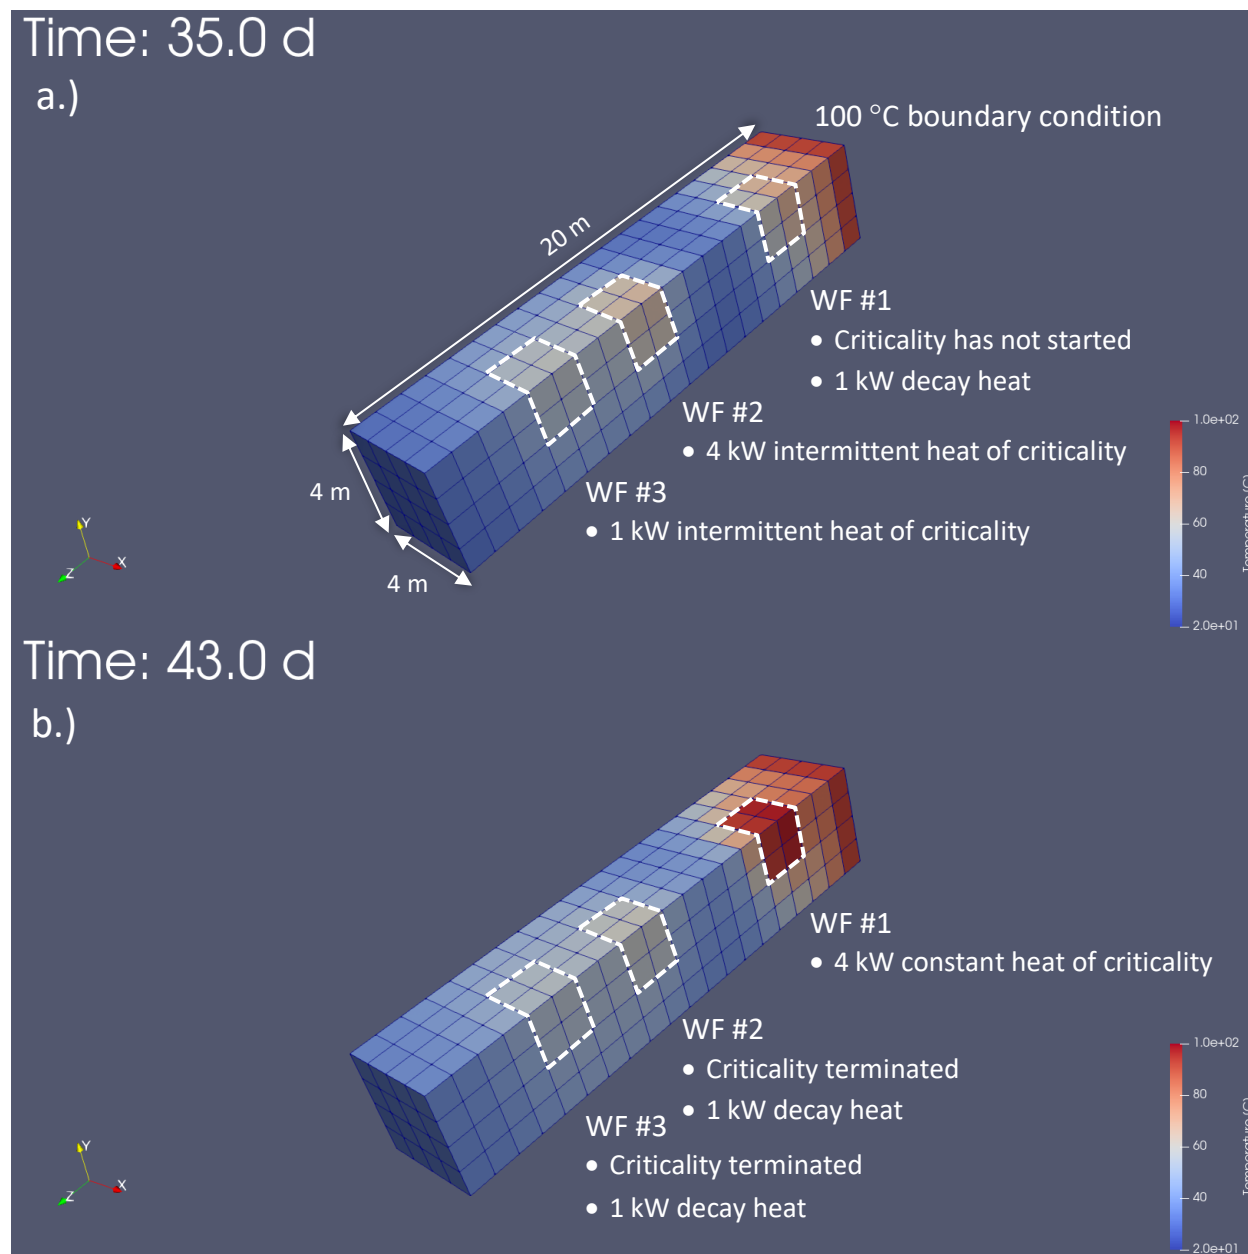 Time: 35.0 d
a.)
100 °C boundary condition
20 m
WF #1
• Criticality has not started
• 1 kW decay heat
WF #2
• 4 kW intermittent heat of criticality
WF #3
• 1 kW intermittent heat of criticality
4 m
4 m
Y
X
Z
1.0e+02
80
60
40
2.0e+01
Temperature (C)
Time: 43.0 d
b.)
WF #1
• 4 kW constant heat of criticality
WF #2
• Criticality terminated
• 1 kW decay heat
WF #3
• Criticality terminated
• 1 kW decay heat
Y
X
Z
1.0e+02
80
60
40
2.0e+01
Temperature (C)